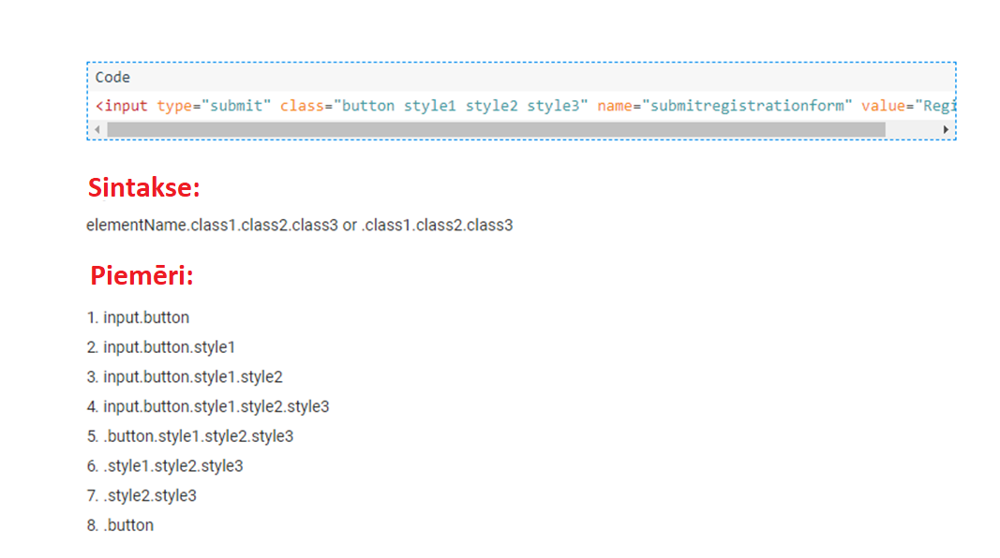 Code
<input type="submit" class="button style1 style2 style3" name="submitregistrationform" value="Regi
Sintakse:
elementName.class1.class2.class3 or .class1.class2.class3
Piemēri:
1. input.button
2. input.button.style1
3. input.button.style1.style2
4. input.button.style1.style2.style3
5. .button.style1.style2.style3
6. .style1.style2.style3
7. .style2.style3
8. .button